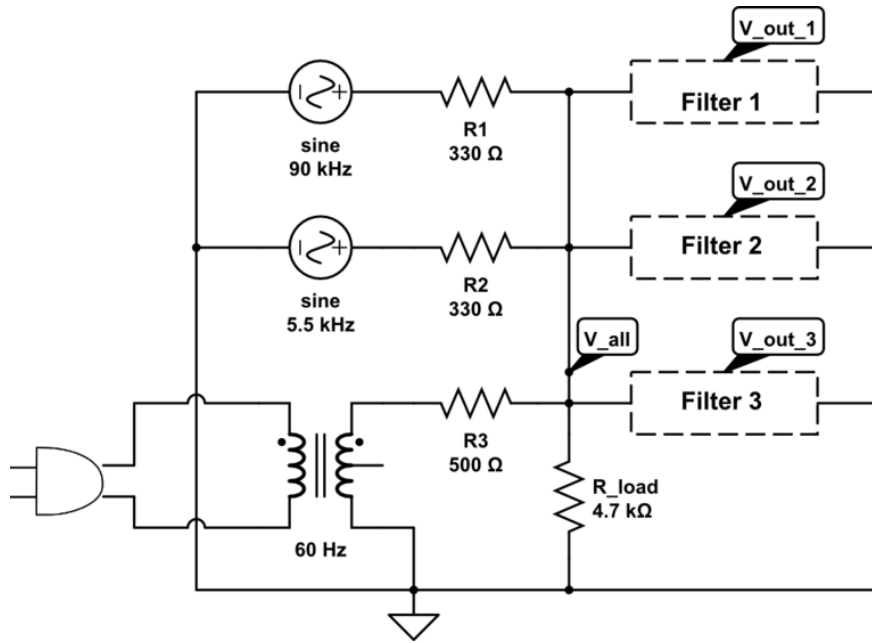 V_out_1
Filter 1
R1
330 Ω
sine
90 kHz
V_out_2
Filter 2
R2
330 Ω
sine
5.5 kHz
V_all
V_out_3
Filter 3
R3
500 Ω
R_load
4.7 kΩ
60 Hz